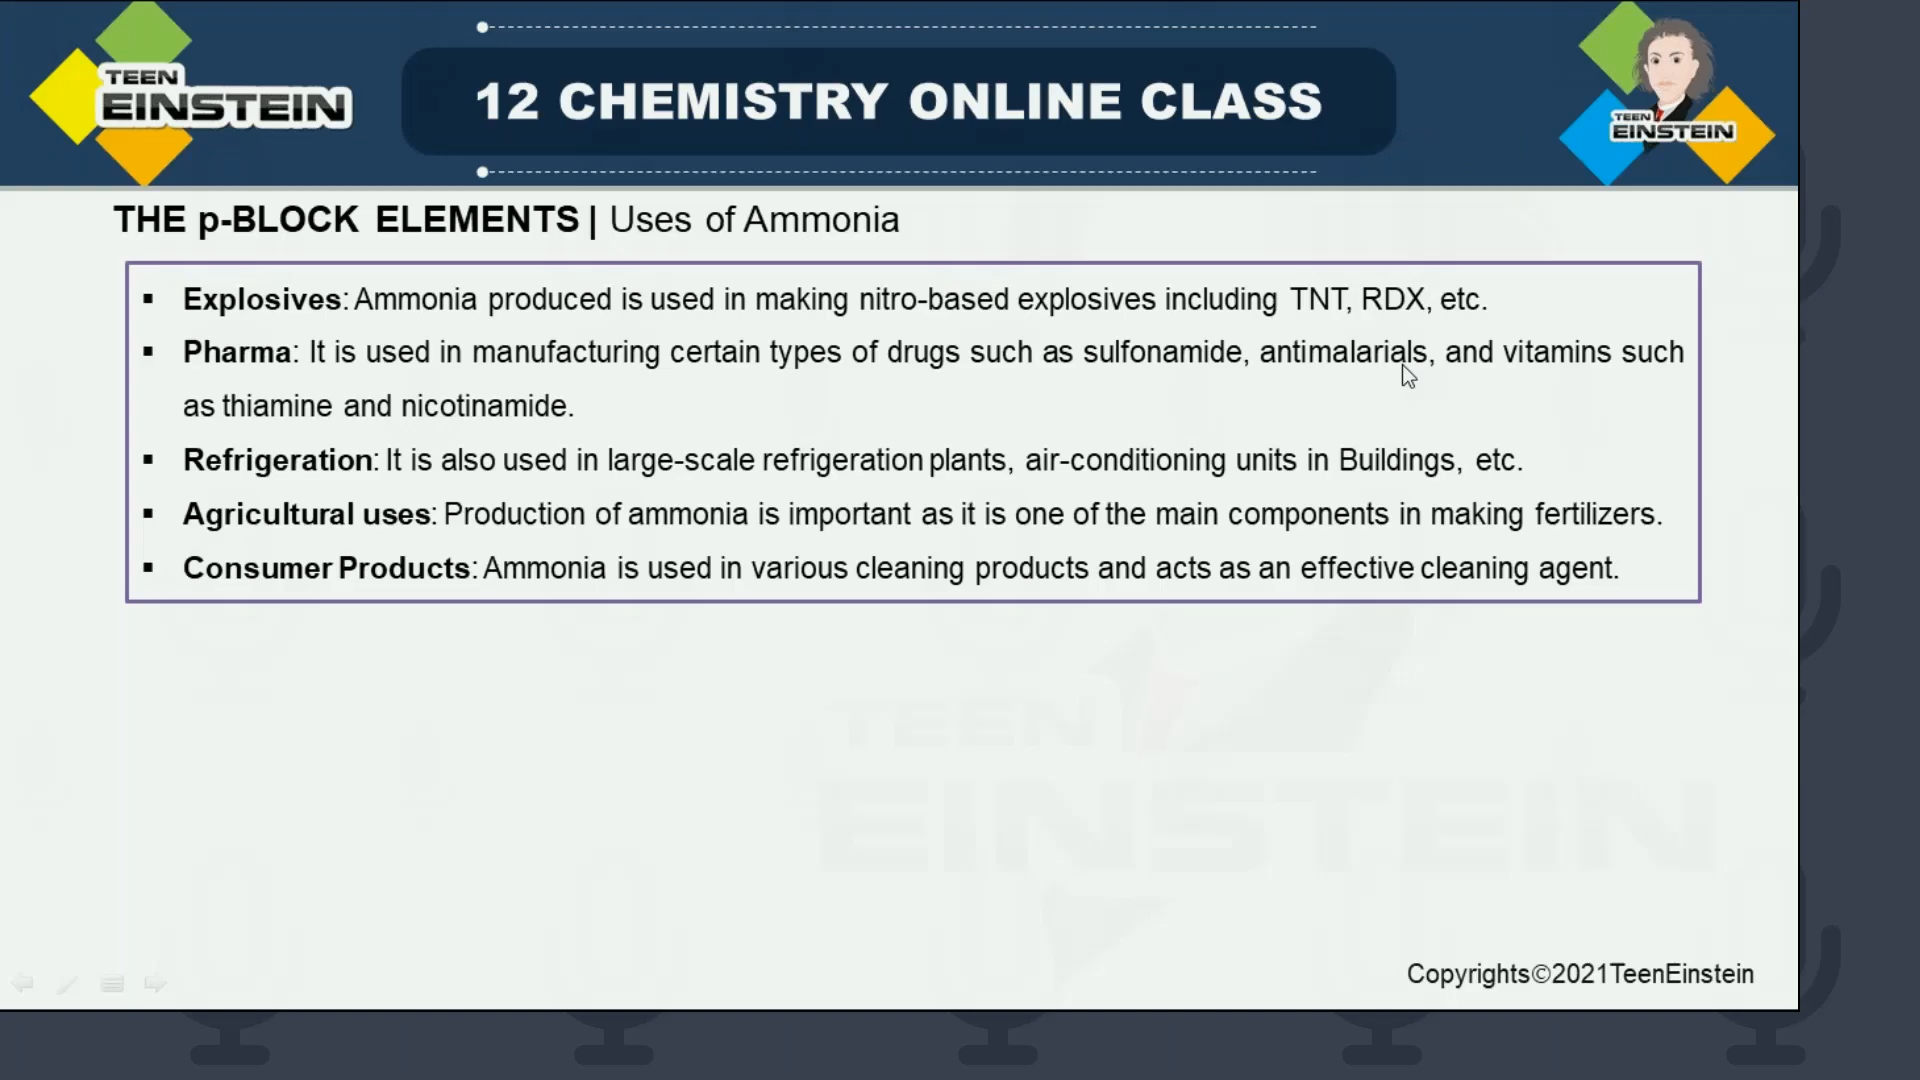 TEEN
EINSTEIN
12 CHEMISTRY ONLINE CLASS
TEEN
EINSTEIN
THE p-BLOCK ELEMENTS | Uses of Ammonia
▪ Explosives: Ammonia produced is used in making nitro-based explosives including TNT, RDX, etc.
▪ Pharma: It is used in manufacturing certain types of drugs such as sulfonamide, antimalarials, and vitamins such
as thiamine and nicotinamide.
▪ Refrigeration: It is also used in large-scale refrigeration plants, air-conditioning units in Buildings, etc.
▪ Agricultural uses: Production of ammonia is important as it is one of the main components in making fertilizers.
▪ Consumer Products: Ammonia is used in various cleaning products and acts as an effective cleaning agent.
TEEN
EINSTEIN
Copyrights©2021TeenEinstein